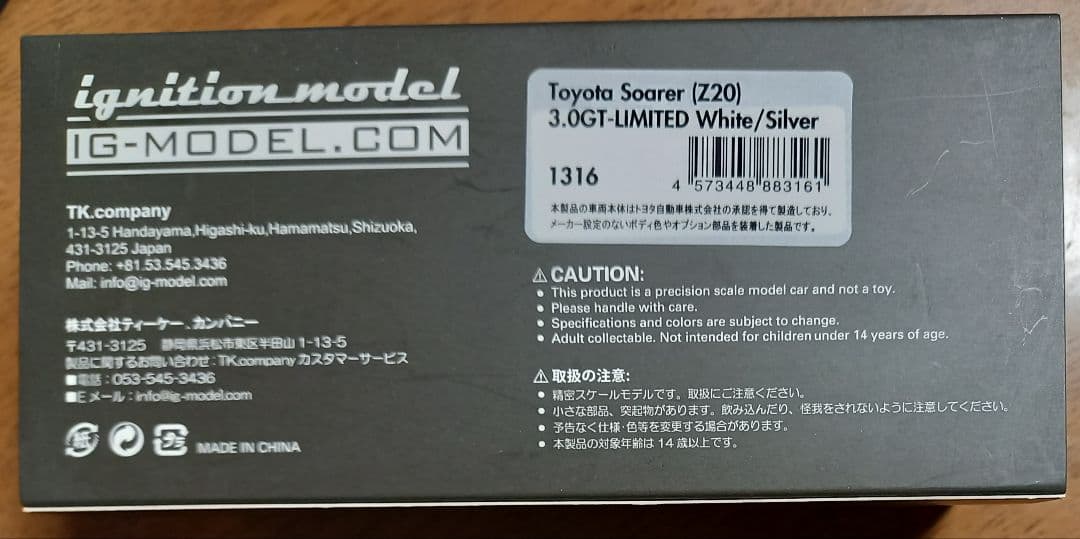 ignition model
IG-MODEL.COM
TK.company
1-13-5 Handayama,Higashi-ku,Hamamatsu,Shizuoka,
431-3125 Japan
Phone: +81.53.545.3436
Mail: info@ig-model.com
株式会社ティーケー.カンパニー
〒431-3125 静岡県浜松市東区半田山 1-13-5
製品に関するお問い合わせ:TK.company カスタマーサービス
■電話:053-545-3436
■Eメール:info@ig-model.com
紙 プラ MADE IN CHINA
Toyota Soarer (Z20)
3.0GT-LIMITED White/Silver
1316
4 573448 883161
本製品の車両本体はトヨタ自動車株式会社の承認を得て製造しており、
メーカー設定のないボディ色やオプション部品を装着した製品です。
⚠CAUTION:
● This product is a precision scale model car and not a toy.
● Please handle with care.
● Specifications and colors are subject to change.
● Adult collectable. Not intended for children under 14 years of age.
⚠取扱の注意:
● 精密スケールモデルです。取扱にご注意ください。
● 小さな部品、突起物があります。飲み込んだり、怪我をされないように注意してください。
● 予告なく仕様・色等を変更する場合があります。
● 本製品の対象年齢は 14 歳以上です。